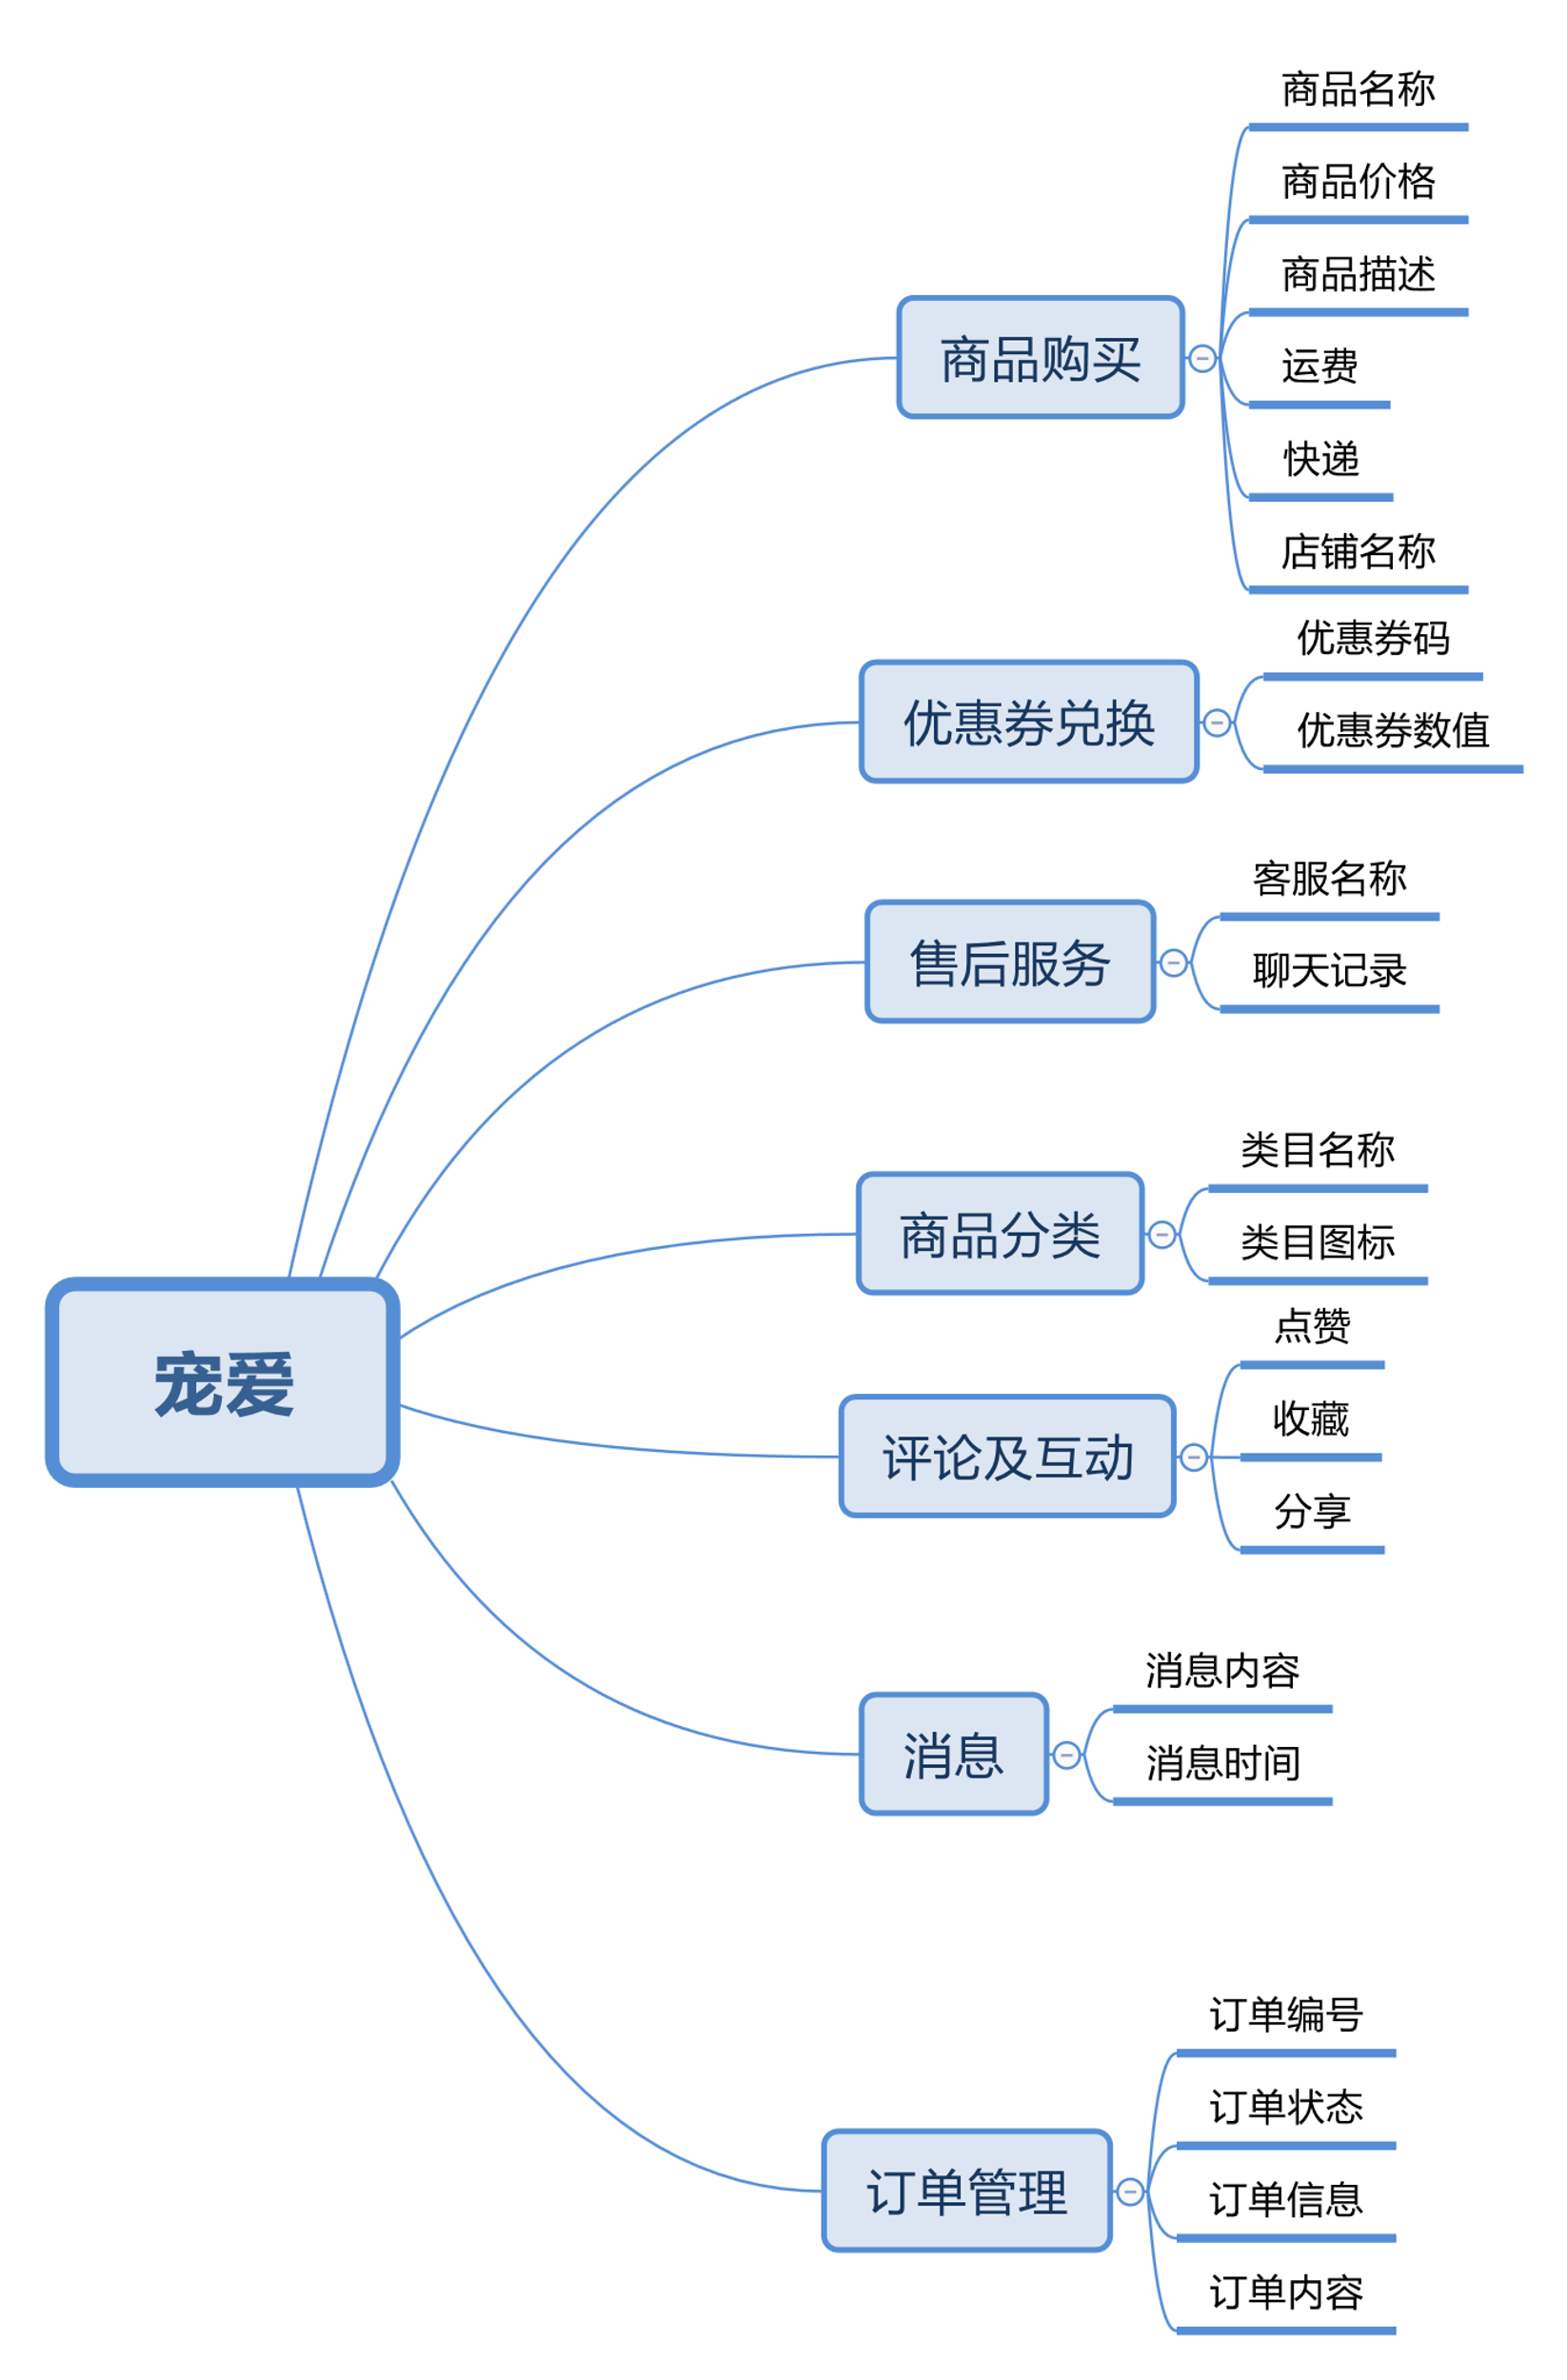 宠爱
商品购买
商品名称
商品价格
商品描述
运费
快递
店铺名称
优惠券兑换
优惠券码
优惠券数值
售后服务
客服名称
聊天记录
商品分类
类目名称
类目图标
评论及互动
点赞
收藏
分享
消息
消息内容
消息时间
订单管理
订单编号
订单状态
订单信息
订单内容